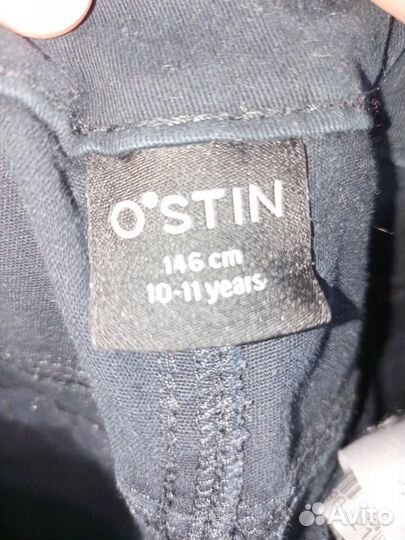 O'STIN
146 cm
10-11 years
Avito